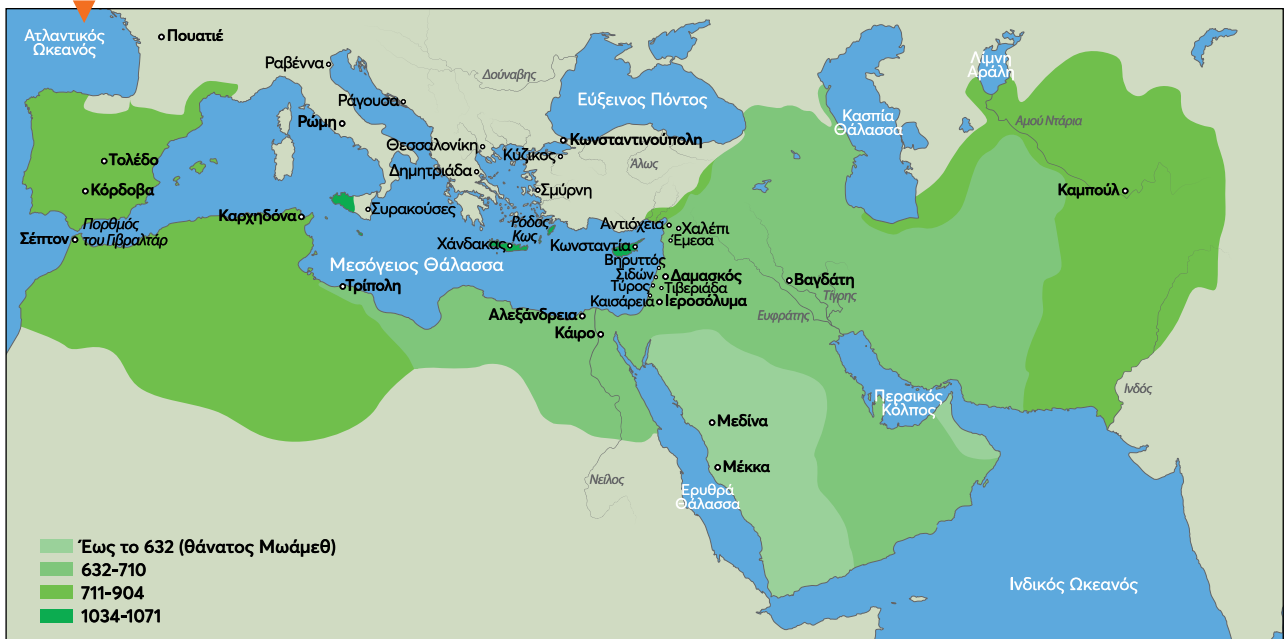 Ατλαντικός
Ωκεανός
Πουατιέ
Ραβέννα
Δούναβης
Λίμνη
Αράλη
Ράγουσα
Εύξεινος Πόντος
Κασπία
Θάλασσα
Αμού Ντάρια
Ρώμη
Κωνσταντινούπολη
Θεσσαλονίκη
Κύζικος
Άλως
Τολέδο
Δημητριάδα
Κόρδοβα
Σμύρνη
Καμπούλ
Συρακούσες
Καρχηδόνα
Πορθμός
του Γιβραλτάρ
Σέπτον
Ρόδος
Κως
Αντιόχεια
Χαλέπι
Έμεσα
Χάνδακας
Κωνσταντία
Βηρυττός
Μεσόγειος Θάλασσα
Σιδών
Δαμασκός
Βαγδάτη
Τρίπολη
Τύρος
Τιβεριάδα
Τίγρης
Καισάρεια
Ιεροσόλυμα
Αλεξάνδρεια
Ευφράτης
Κάιρο
Ινδός
Περσικός
Κόλπος
Μεδίνα
Μέκκα
Νείλος
Ερυθρά
Θάλασσα
Έως το 632 (θάνατος Μωάμεθ)
632-710
711-904
1034-1071
Ινδικός Ωκεανός